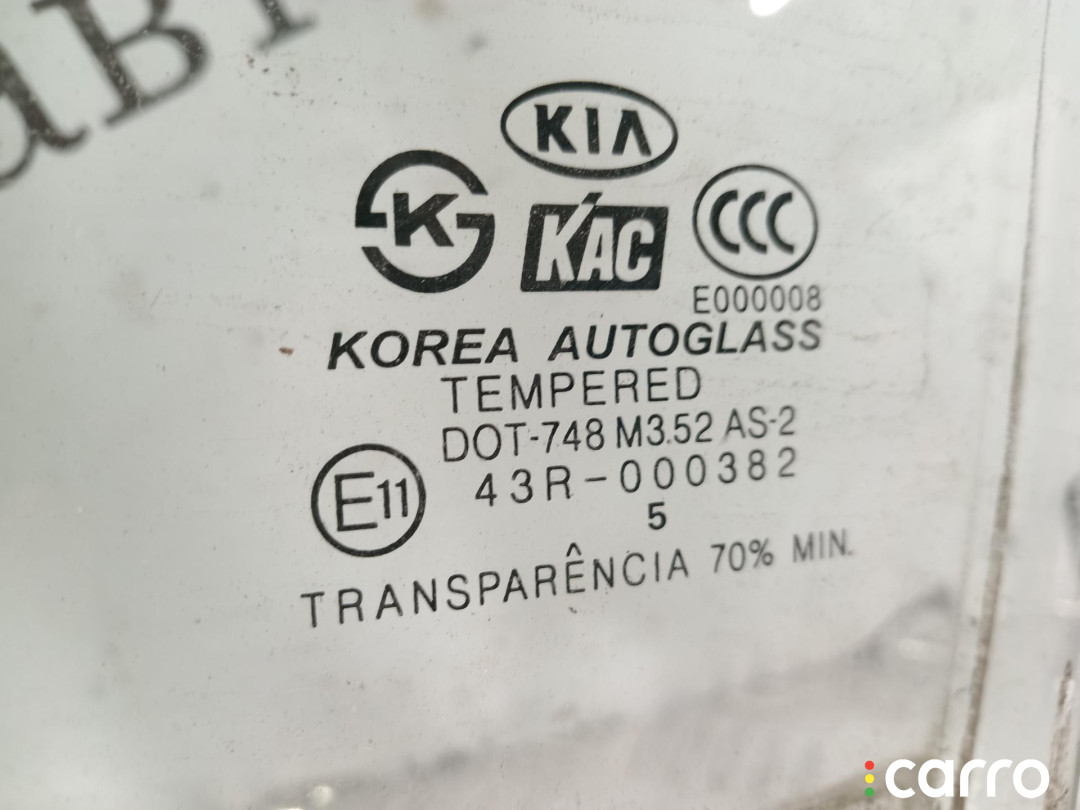 KIA
K
KAC
CCC
E000008
KOREA AUTOGLASS
TEMPERED
DOT-748 M3.52 AS-2
43R-000382
E11
5
TRANSPARÊNCIA 70% MIN.
carro